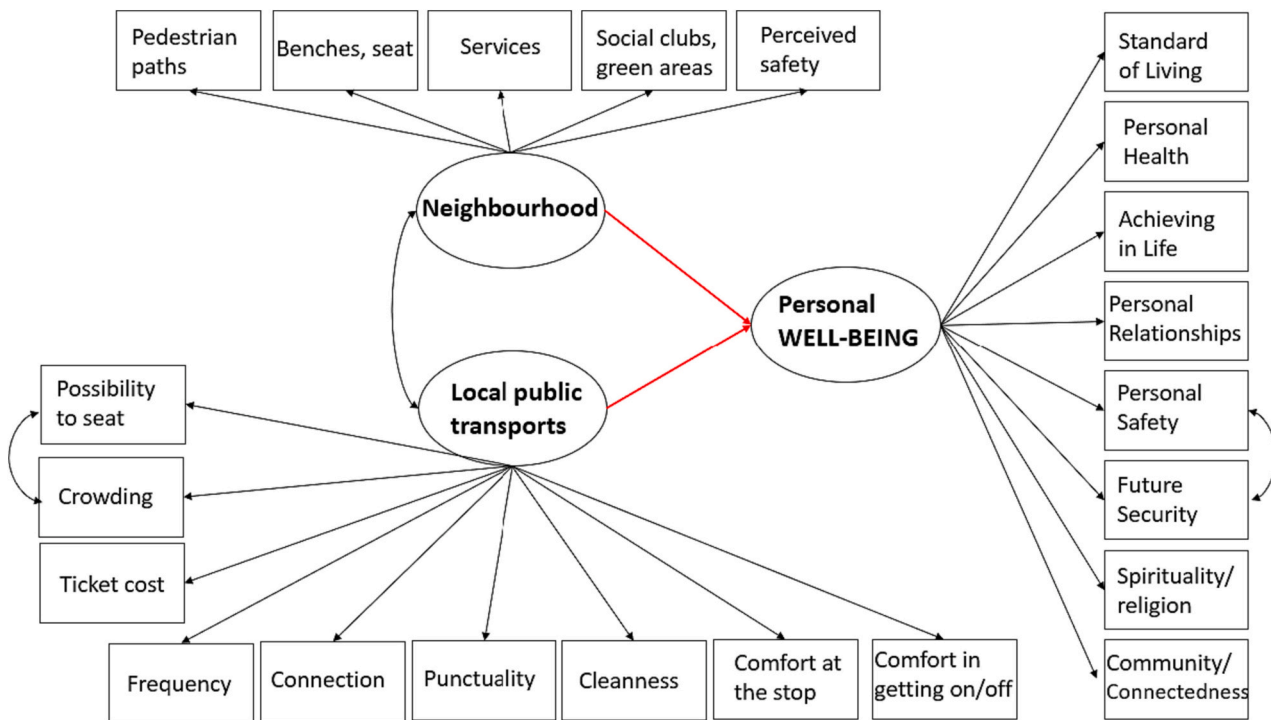 Pedestrian
paths
Benches, seat
Services
Social clubs,
green areas
Perceived
safety
Standard
of Living
Personal
Health
Achieving
in Life
Personal
Relationships
Personal
Safety
Future
Security
Spirituality/
religion
Community/
Connectedness
Neighbourhood
Personal
WELL-BEING
Local public
transports
Possibility
to seat
Crowding
Ticket cost
Frequency
Connection
Punctuality
Cleanness
Comfort at
the stop
Comfort in
getting on/off